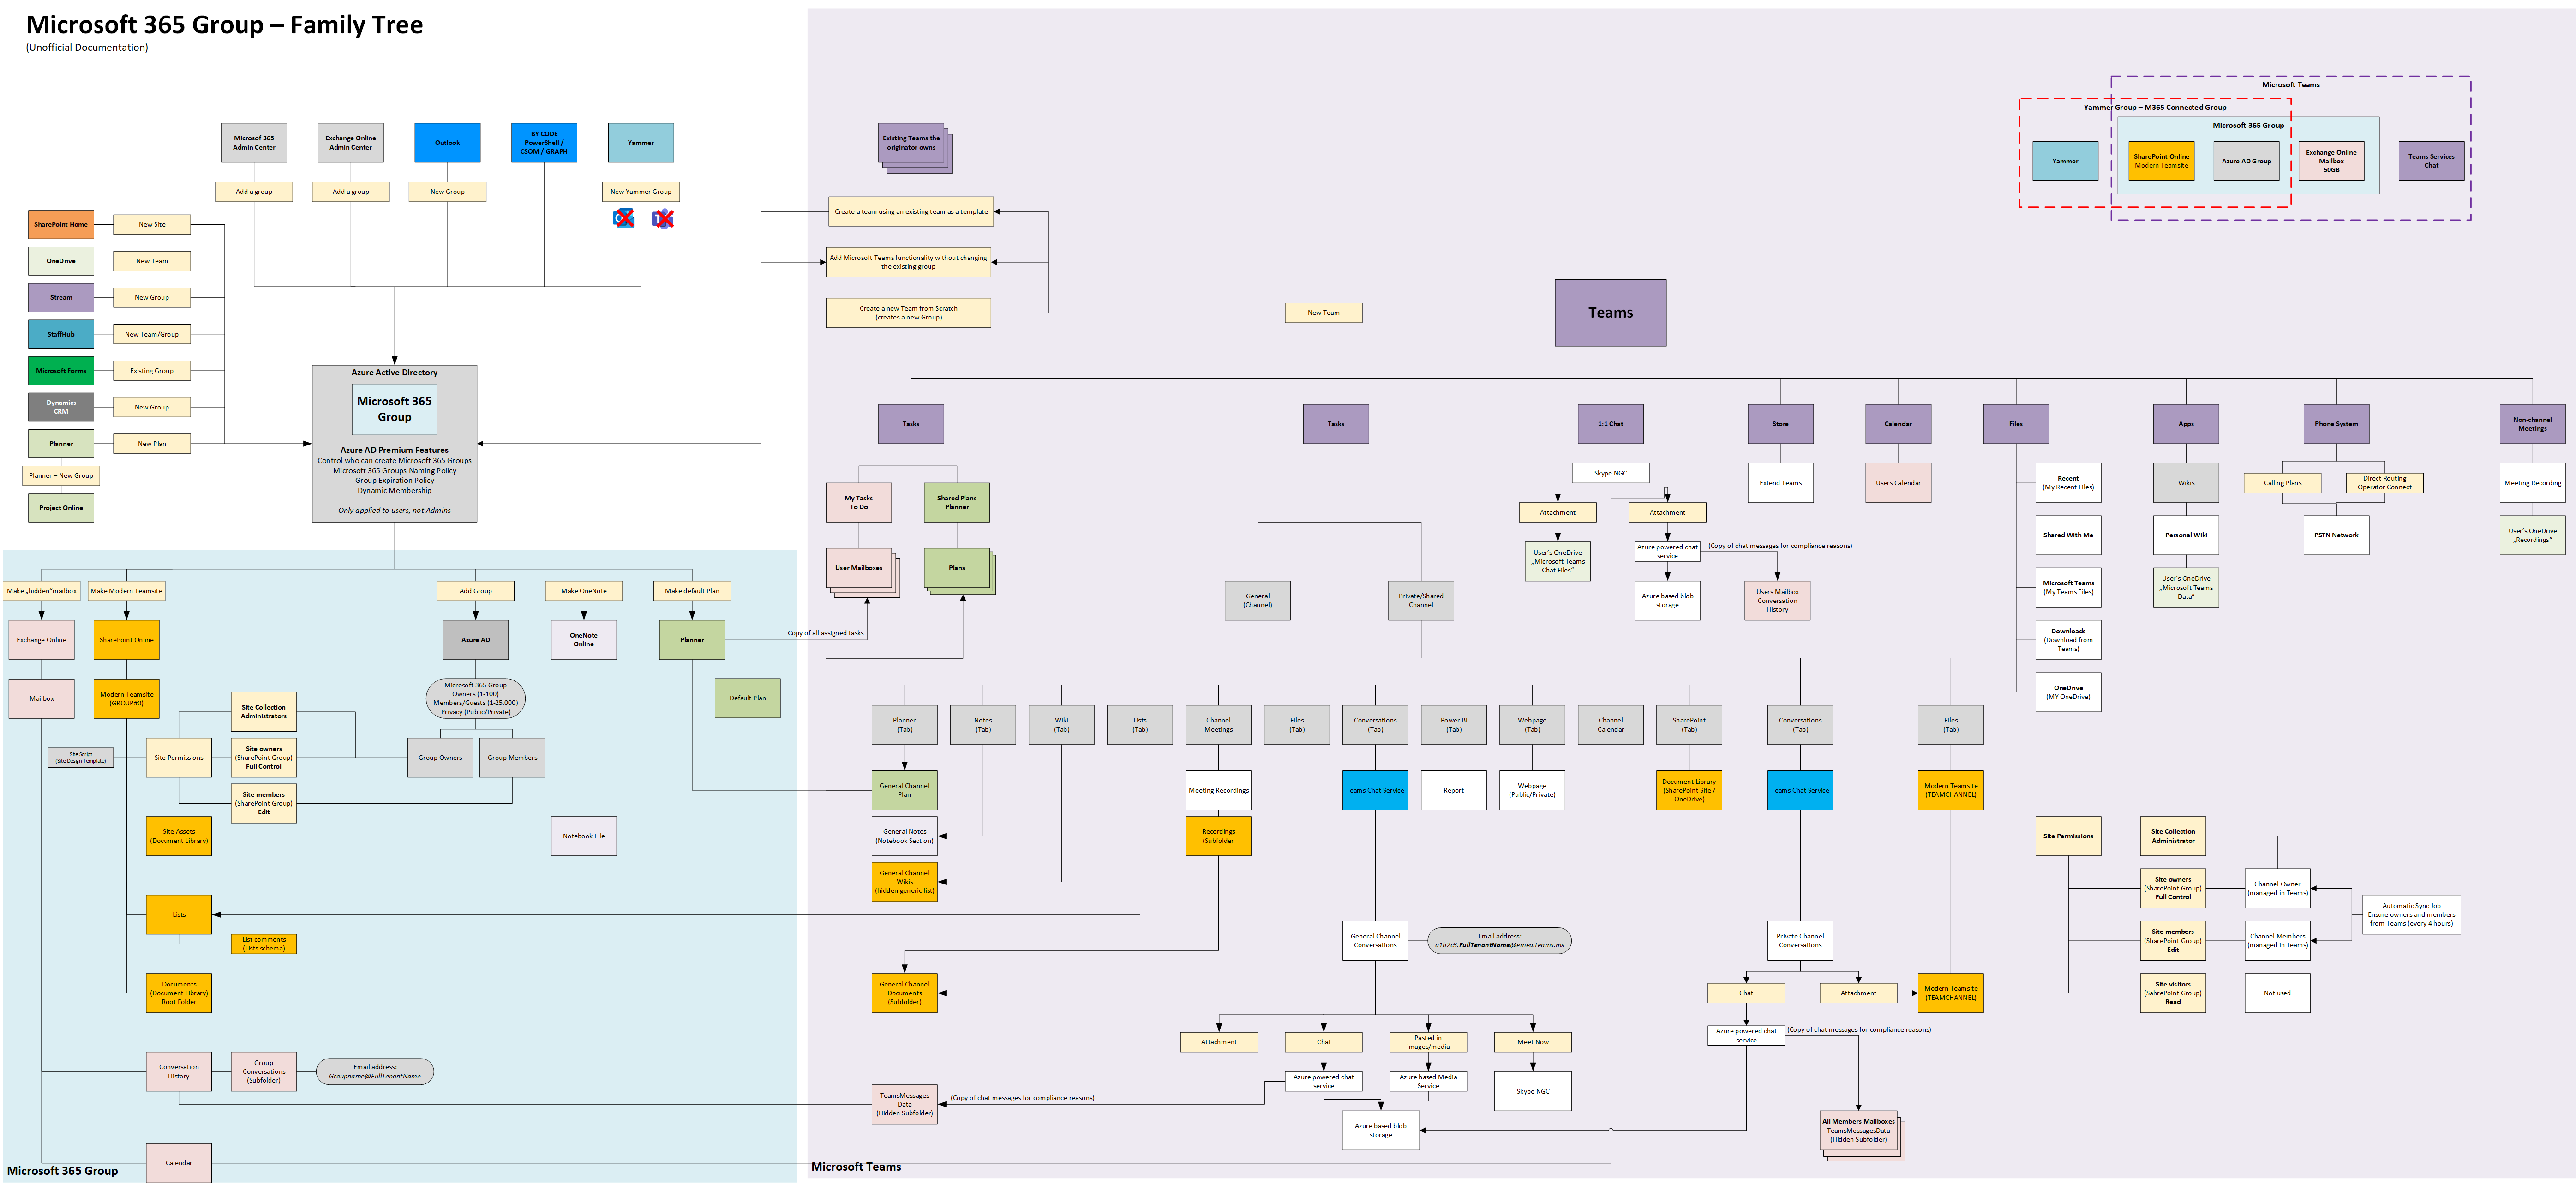 Microsoft 365 Group – Family Tree
(Unofficial Documentation)
Microsof 365
Admin Center
Exchange Online
Admin Center
Outlook
BY CODE
PowerShell /
CSOM / GRAPH
Yammer
Add a group
Add a group
New Group
New Yammer Group
SharePoint Home
New Site
OneDrive
New Team
Stream
New Group
StaffHub
New Team/Group
Microsoft Forms
Existing Group
Dynamics
CRM
New Group
Planner
New Plan
Planner – New Group
Project Online
Azure Active Directory
Microsoft 365
Group
Azure AD Premium Features
Control who can create Microsoft 365 Groups
Microsoft 365 Groups Naming Policy
Group Expiration Policy
Dynamic Membership
Only applied to users, not Admins
Existing Teams the
originator owns
Create a team using an existing team as a template
Add Microsoft Teams functionality without changing
the existing group
Create a new Team from Scratch
(creates a new Group)
New Team
Teams
Microsoft Teams
Yammer Group – M365 Connected Group
Microsoft 365 Group
Yammer
SharePoint Online
Modern Teamsite
Azure AD Group
Exchange Online
Mailbox
50GB
Teams Services
Chat
Tasks
Tasks
1:1 Chat
Store
Calendar
Files
Apps
Phone System
Non-channel
Meetings
My Tasks
To Do
Shared Plans
Planner
User Mailboxes
Plans
Skype NGC
Attachment
Attachment
User's OneDrive
„Microsoft Teams
Chat Files"
Azure powered chat
service
(Copy of chat messages for compliance reasons)
Azure based blob
storage
Users Mailbox
Conversation
History
Extend Teams
Users Calendar
Recent
(My Recent Files)
Shared With Me
Microsoft Teams
(My Teams Files)
Downloads
(Download from
Teams)
OneDrive
(MY OneDrive)
Wikis
Personal Wiki
User's OneDrive
„Microsoft Teams
Data"
Calling Plans
Direct Routing
Operator Connect
PSTN Network
Meeting Recording
User's OneDrive
„Recordings"
General
(Channel)
Private/Shared
Channel
Make „hidden"mailbox
Make Modern Teamsite
Add Group
Make OneNote
Make default Plan
Exchange Online
SharePoint Online
Azure AD
OneNote
Online
Planner
Copy of all assigned tasks
Mailbox
Modern Teamsite
(GROUP#0)
Microsoft 365 Group
Owners (1-100)
Members/Guests (1-25.000)
Privacy (Public/Private)
Default Plan
Site Collection
Administrators
Site Script
(Site Design Template)
Site Permissions
Site owners
(SharePoint Group)
Full Control
Group Owners
Group Members
Site members
(SharePoint Group)
Edit
Site Assets
(Document Library)
Notebook File
Lists
List comments
(Lists schema)
Documents
(Document Library)
Root Folder
Conversation
History
Group
Conversations
(Subfolder)
Email address:
Groupname@FullTenantName
Calendar
Microsoft 365 Group
Planner
(Tab)
Notes
(Tab)
Wiki
(Tab)
Lists
(Tab)
Channel
Meetings
Files
(Tab)
Conversations
(Tab)
Power BI
(Tab)
Webpage
(Tab)
Channel
Calendar
SharePoint
(Tab)
Conversations
(Tab)
Files
(Tab)
General Channel
Plan
Meeting Recordings
Teams Chat Service
Report
Webpage
(Public/Private)
Document Library
(SharePoint Site /
OneDrive)
Teams Chat Service
Modern Teamsite
(TEAMCHANNEL)
General Notes
(Notebook Section)
Recordings
(Subfolder
General Channel
Wikis
(hidden generic list)
General Channel
Documents
(Subfolder)
General Channel
Conversations
Email address:
a1b2c3.FullTenantName@emea.teams.ms
Private Channel
Conversations
Attachment
Chat
Pasted in
images/media
Meet Now
Azure powered chat
service
Azure based Media
Service
Skype NGC
Azure based blob
storage
TeamsMessages
Data
(Hidden Subfolder)
(Copy of chat messages for compliance reasons)
Chat
Attachment
Modern Teamsite
(TEAMCHANNEL)
Azure powered chat
service
(Copy of chat messages for compliance reasons)
All Members Mailboxes
TeamsMessagesData
(Hidden Subfolder)
Site Permissions
Site Collection
Administrator
Site owners
(SharePoint Group)
Full Control
Channel Owner
(managed in Teams)
Site members
(SharePoint Group)
Edit
Channel Members
(managed in Teams)
Automatic Sync Job
Ensure owners and members
from Teams (every 4 hours)
Site visitors
(SahrePoint Group)
Read
Not used
Microsoft Teams